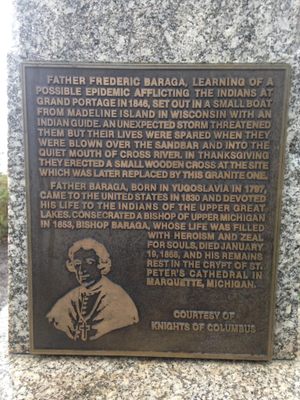 FATHER FREDERIC BARAGA, LEARNING OF A
POSSIBLE EPIDEMIC AFFLICTING THE INDIANS AT
GRAND PORTAGE IN 1846, SET OUT IN A SMALL BOAT
FROM MADELINE ISLAND IN WISCONSIN WITH AN
INDIAN GUIDE. AN UNEXPECTED STORM THREATENED
THEM BUT THEIR LIVES WERE SPARED WHEN THEY
WERE BLOWN OVER THE SANDBAR AND INTO THE
QUIET MOUTH OF CROSS RIVER. IN THANKSGIVING
THEY ERECTED A SMALL WOODEN CROSS AT THE SITE
WHICH WAS LATER REPLACED BY THIS GRANITE ONE.
FATHER BARAGA, BORN IN YUGOSLAVIA IN 1797,
CAME TO THE UNITED STATES IN 1830 AND DEVOTED
HIS LIFE TO THE INDIANS OF THE UPPER GREAT
LAKES. CONSECRATED A BISHOP OF UPPER MICHIGAN
IN 1853, BISHOP BARAGA, WHOSE LIFE WAS FILLED
WITH HEROISM AND ZEAL
FOR SOULS, DIED JANUARY
19, 1868, AND HIS REMAINS
REST IN THE CRYPT OF ST.
PETER'S CATHEDRAL IN
MARQUETTE, MICHIGAN.
COURTESY OF
KNIGHTS OF COLUMBUS